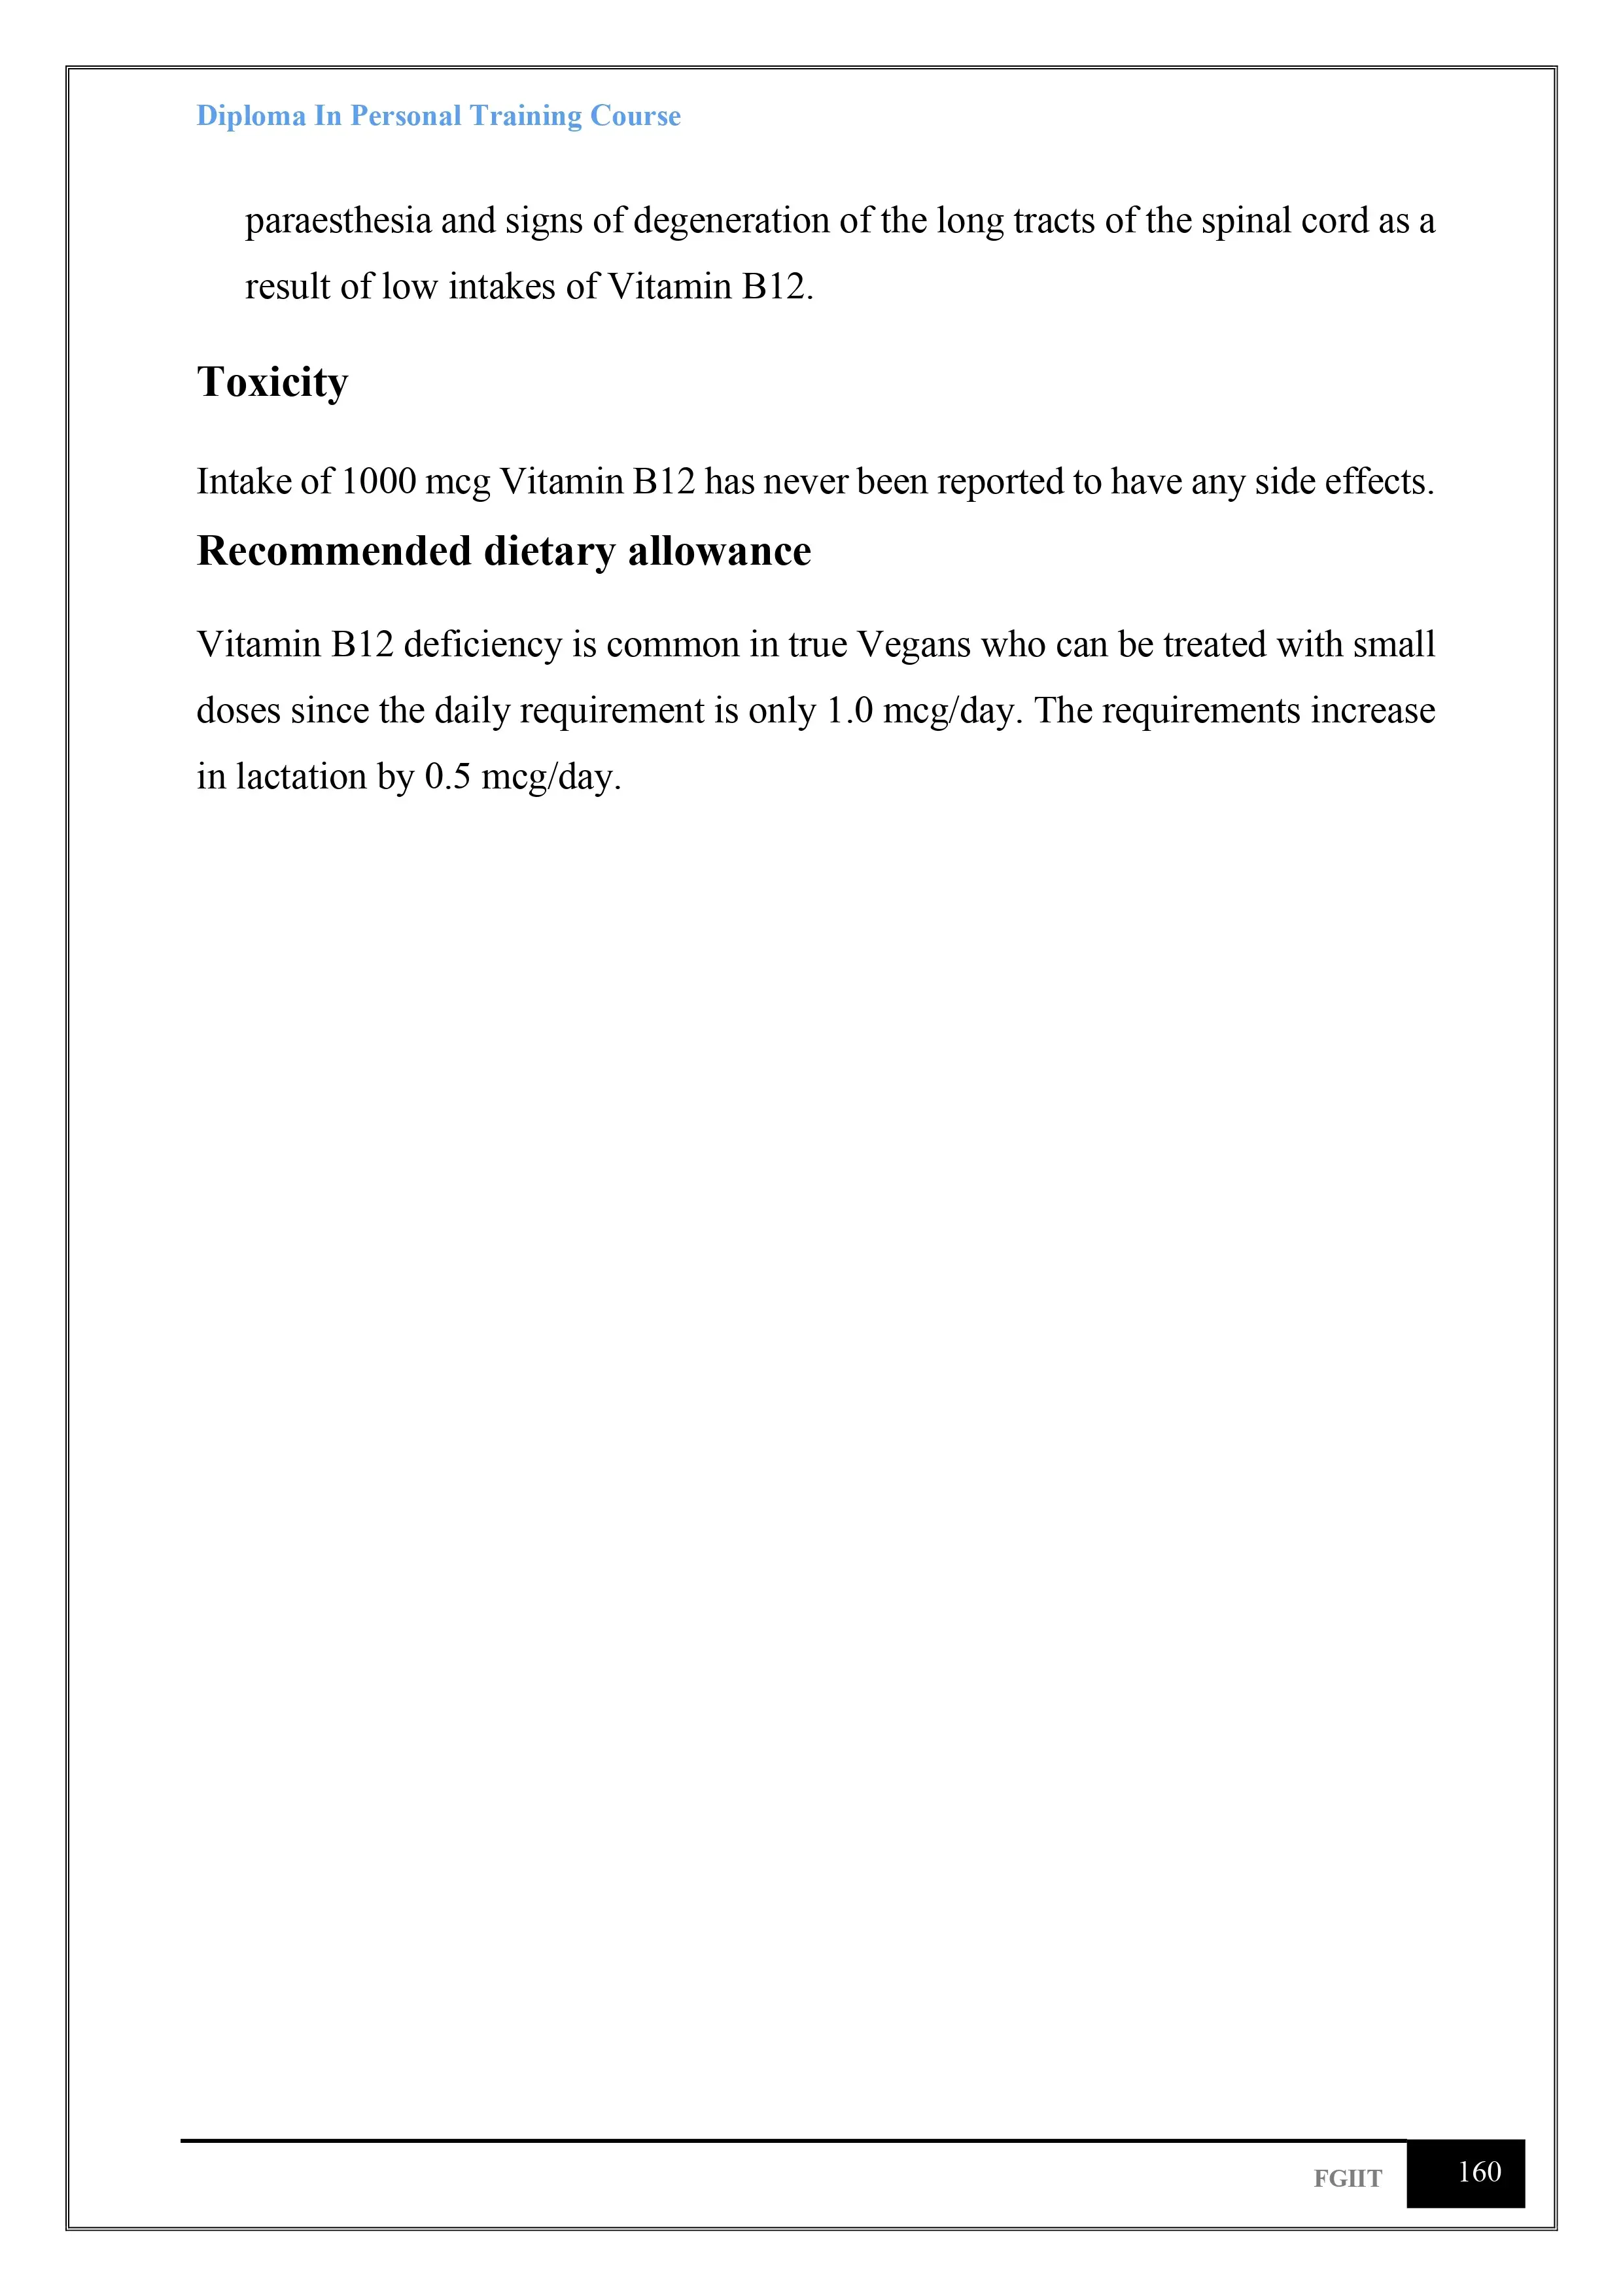 Diploma In Personal Training Course
paraesthesia and signs of degeneration of the long tracts of the spinal cord as a
result of low intakes of Vitamin B12.
Toxicity
Intake of 1000 mcg Vitamin B12 has never been reported to have any side effects.
Recommended dietary allowance
Vitamin B12 deficiency is common in true Vegans who can be treated with small
doses since the daily requirement is only 1.0 mcg/day. The requirements increase
in lactation by 0.5 mcg/day.
FGIIT
160